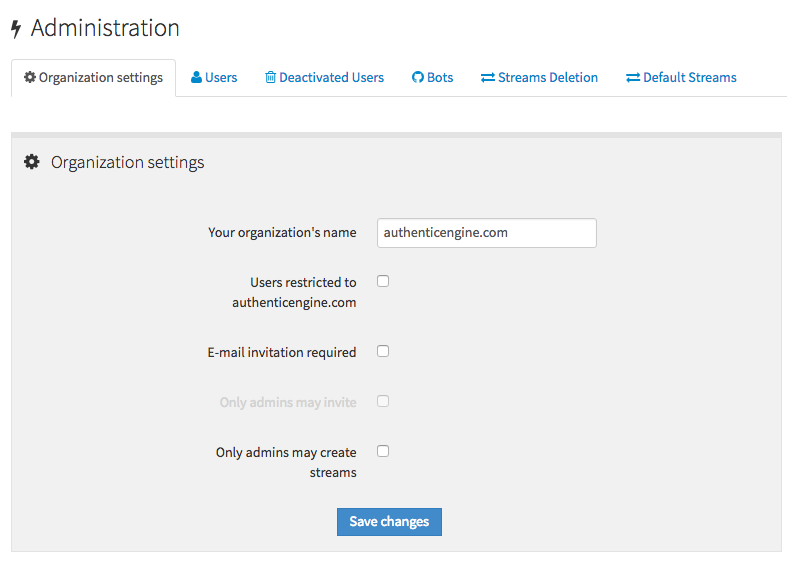 Administration
Organization settings Users Deactivated Users Bots Streams Deletion Default Streams
Organization settings
Your organization's name authenticengine.com
Users restricted to
authenticengine.com
E-mail invitation required
Only admins may invite
Only admins may create
streams
Save changes